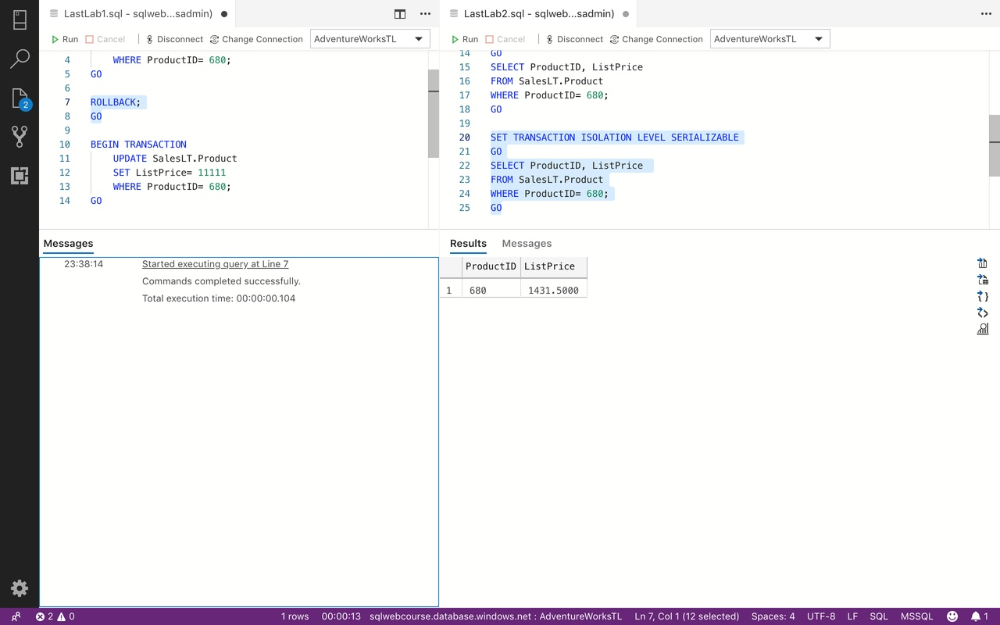 LastLab1.sql - sqlweb...sadmin)
LastLab2.sql - sqlweb...sadmin)
Run Cancel Disconnect Change Connection AdventureWorksTL
Run Cancel Disconnect Change Connection AdventureWorksTL
2
4 WHERE ProductID= 680;
5 GO
6
7 ROLLBACK;
8 GO
9
10 BEGIN TRANSACTION
11 UPDATE SalesLT.Product
12 SET ListPrice= 11111
13 WHERE ProductID= 680;
14 GO
14 GO
15 SELECT ProductID, ListPrice
16 FROM SalesLT.Product
17 WHERE ProductID= 680;
18 GO
19
20 SET TRANSACTION ISOLATION LEVEL SERIALIZABLE
21 GO
22 SELECT ProductID, ListPrice
23 FROM SalesLT.Product
24 WHERE ProductID= 680;
25 GO
Messages
23:38:14 Started executing query at Line 7
Commands completed successfully.
Total execution time: 00:00:00.104
Results Messages
ProductID ListPrice
1 680 1431.5000
2 0 1 rows 00:00:13 sqlwebcourse.database.windows.net : AdventureWorksTL Ln 7, Col 1 (12 selected) Spaces: 4 UTF-8 LF SQL MSSQL 1